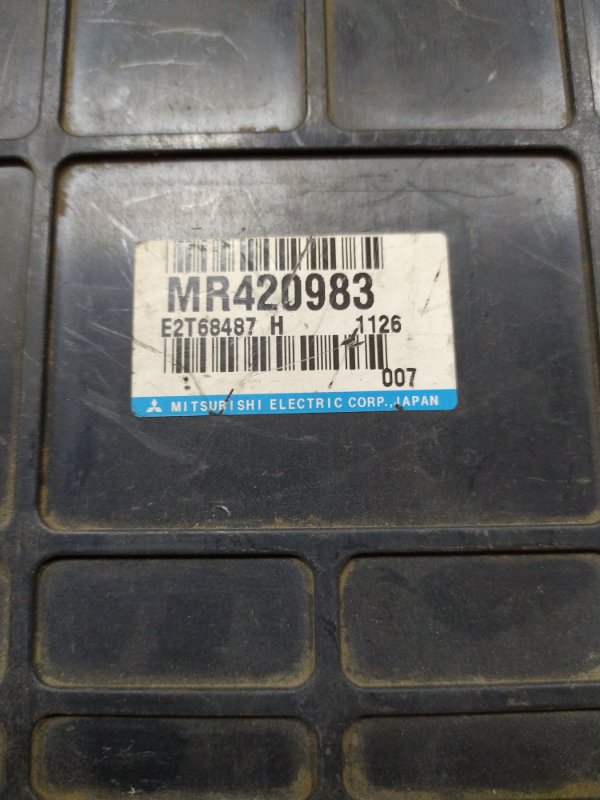 MR420983
E2T68487 H 1126
007
MITSUBISHI ELECTRIC CORP., JAPAN